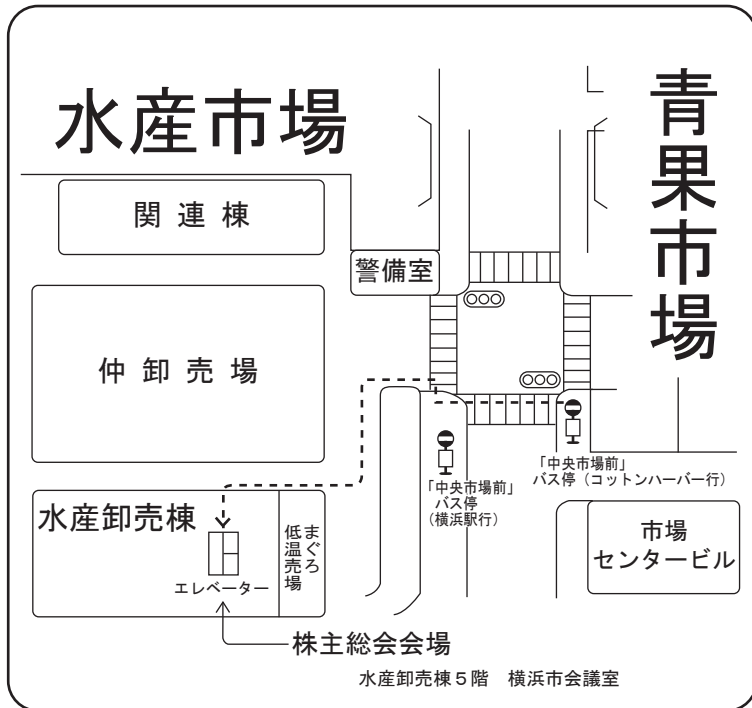 水産市場
青果市場
関連棟
警備室
仲卸売場
「中央市場前」
バス停(コットンハーバー行)
「中央市場前」
バス停
(横浜駅行)
水産卸売棟
まぐろ
低温売場
エレベーター
市場
センタービル
株主総会会場
水産卸売棟5階 横浜市会議室